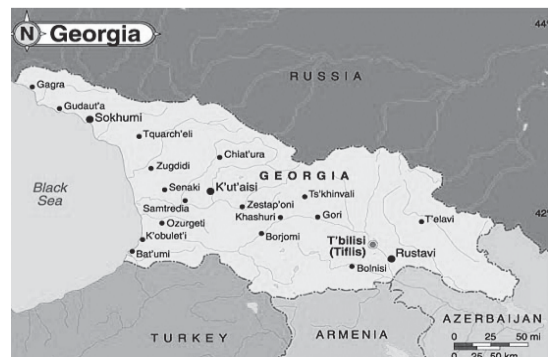 N Georgia
44°
RUSSIA
Gagra
Gudaut'a
Sokhumi
Tquarch'eli
Chiat'ura
Zugdidi
GEORGIA
Black
Sea
Senaki
K'ut'aisi
Ts'khinvali
Samtredia
Zestap'oni
42°
Khashuri
Gori
T'elavi
Ozurgeti
K'obulet'i
Borjomi
T'bilisi
(Tiflis)
Rustavi
Bat'umi
Bolnisi
AZERBAIJAN
TURKEY
ARMENIA
0 25 50 mi
0 25 50 km